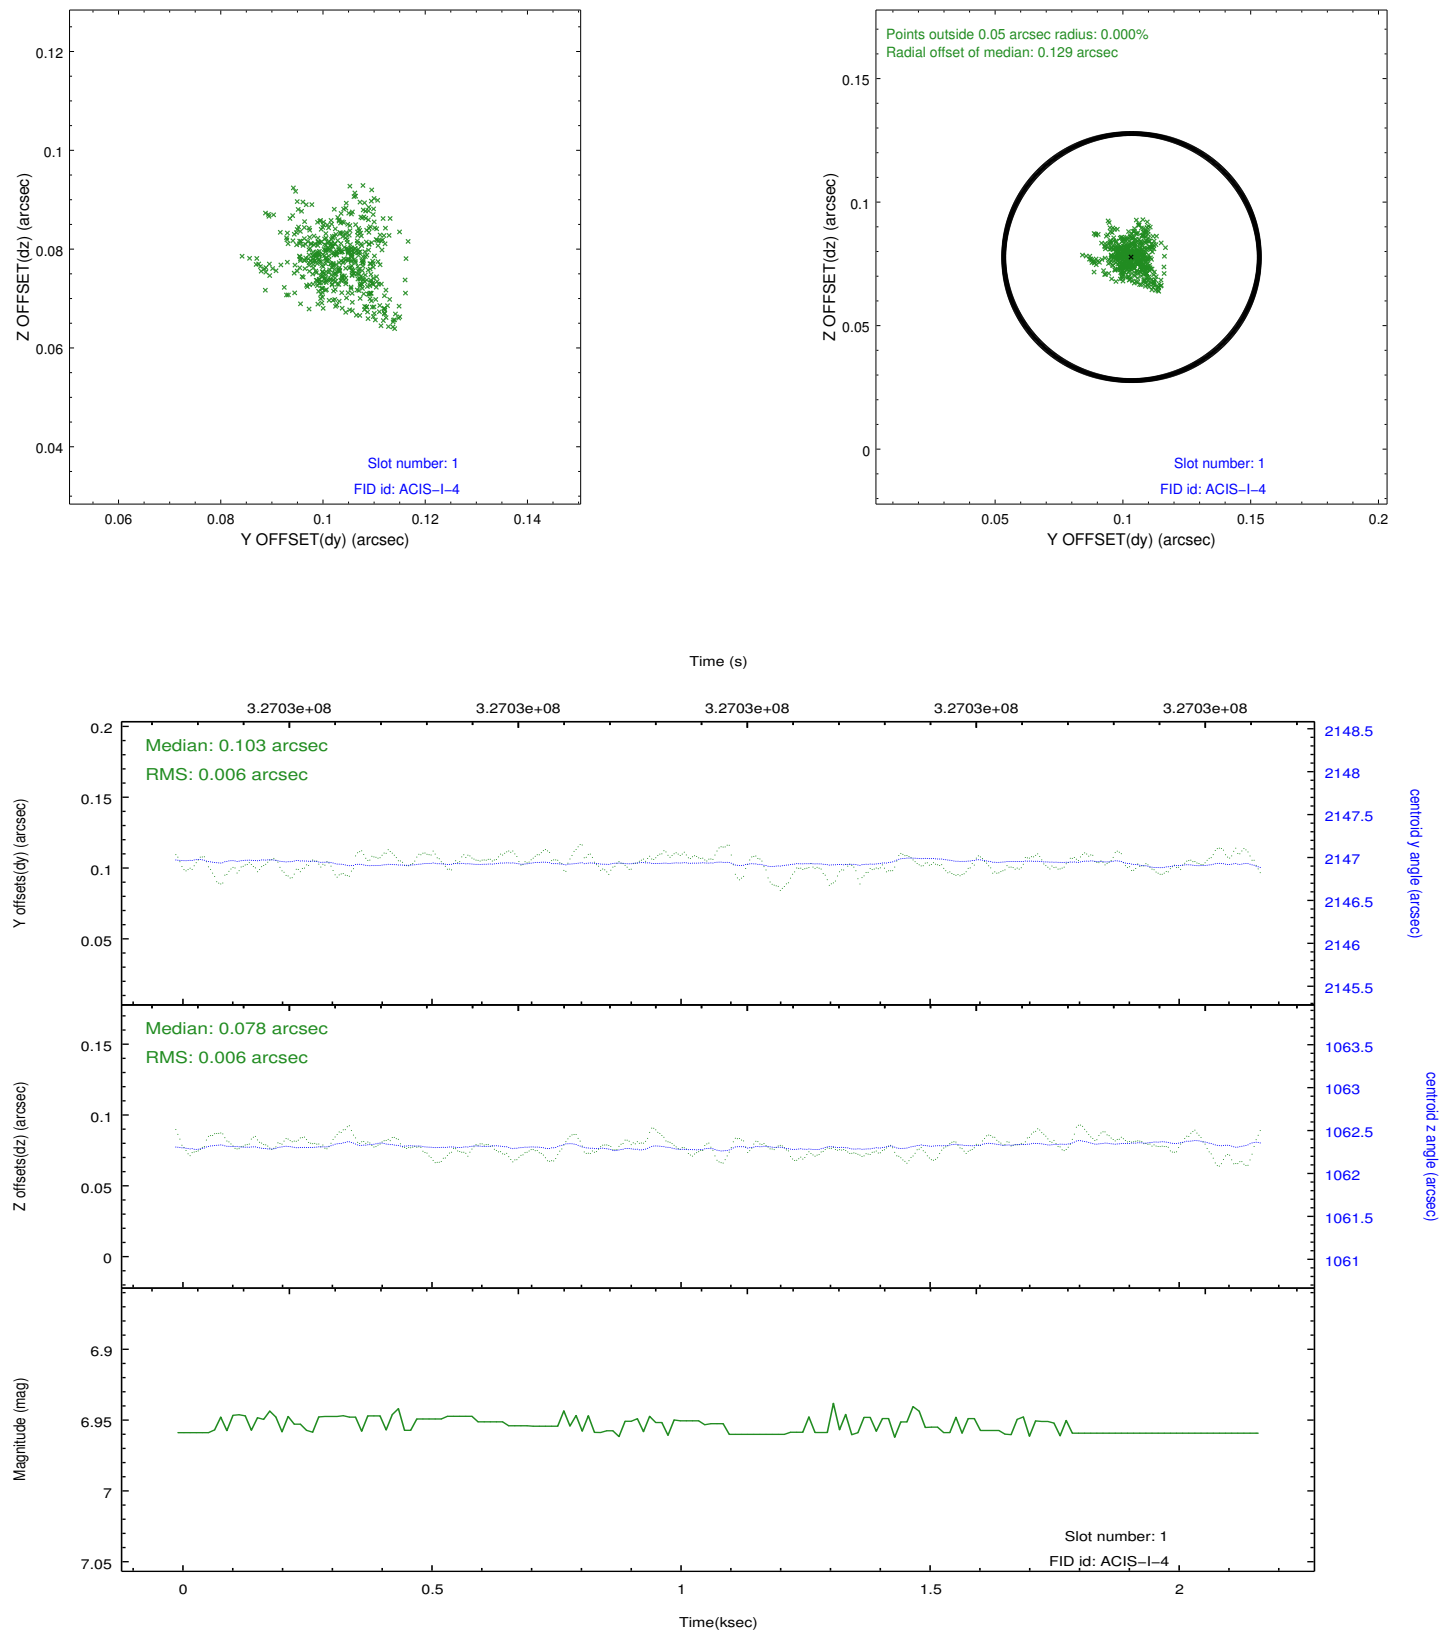 0.12
0.1
0.08
0.06
0.04
Z OFFSET(dz) (arcsec)
Slot number: 1
FID id: ACIS−I−4
0.06 0.08 0.1 0.12 0.14
Y OFFSET(dy) (arcsec)
Points outside 0.05 arcsec radius: 0.000%
Radial offset of median: 0.129 arcsec
0.15
0.1
0.05
0
Z OFFSET(dz) (arcsec)
Slot number: 1
FID id: ACIS−I−4
0.05 0.1 0.15 0.2
Y OFFSET(dy) (arcsec)
Time (s)
3.2703e+08 3.2703e+08 3.2703e+08 3.2703e+08 3.2703e+08
Median: 0.103 arcsec
RMS: 0.006 arcsec
0.2
0.15
0.1
0.05
Y offsets(dy) (arcsec)
2148.5
2148
2147.5
2147
2146.5
2146
2145.5
centroid y angle (arcsec)
Median: 0.078 arcsec
RMS: 0.006 arcsec
0.15
0.1
0.05
0
Z offsets(dz) (arcsec)
1063.5
1063
1062.5
1062
1061.5
1061
centroid z angle (arcsec)
6.9
6.95
7
7.05
Magnitude (mag)
Slot number: 1
FID id: ACIS−I−4
0 0.5 1 1.5 2
Time(ksec)